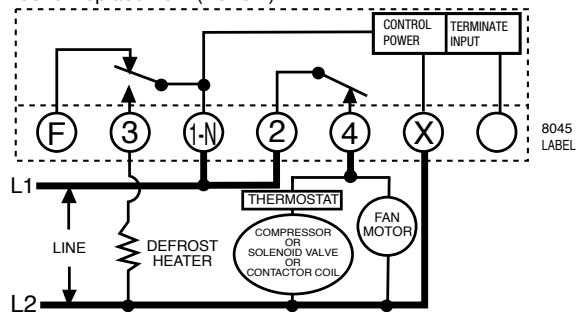 CONTROL
POWER
TERMINATE
INPUT
F
3
1-N
2
4
X
8045
LABEL
L1
LINE
DEFROST
HEATER
THERMOSTAT
COMPRESSOR
OR
SOLENOID VALVE
OR
CONTACTOR COIL
FAN
MOTOR
L2